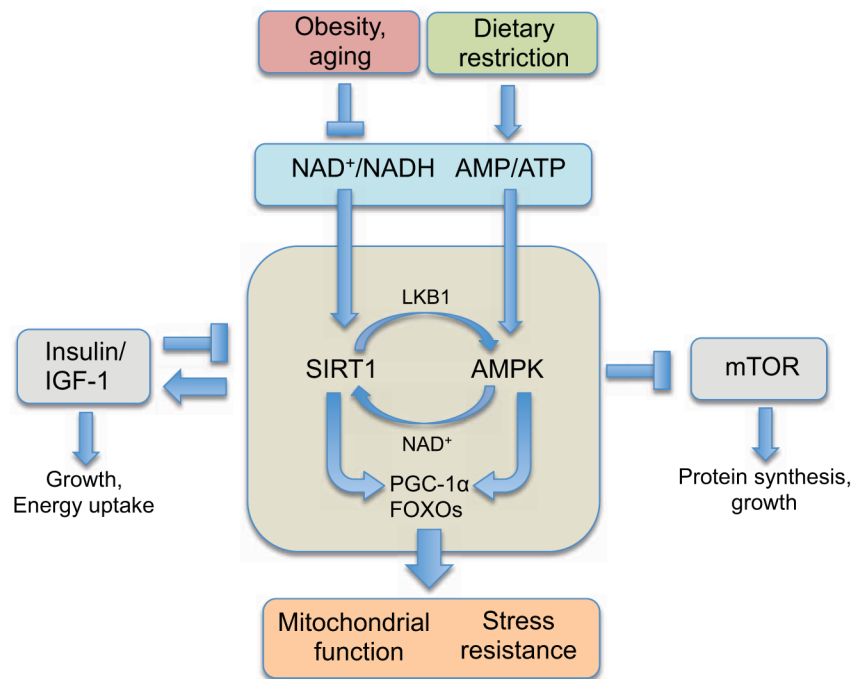 Obesity,
aging
Dietary
restriction
NAD⁺/NADH
AMP/ATP
LKB1
SIRT1
AMPK
NAD⁺
PGC-1α
FOXOs
Insulin/
IGF-1
Growth,
Energy uptake
mTOR
Protein synthesis,
growth
Mitochondrial
function
Stress
resistance